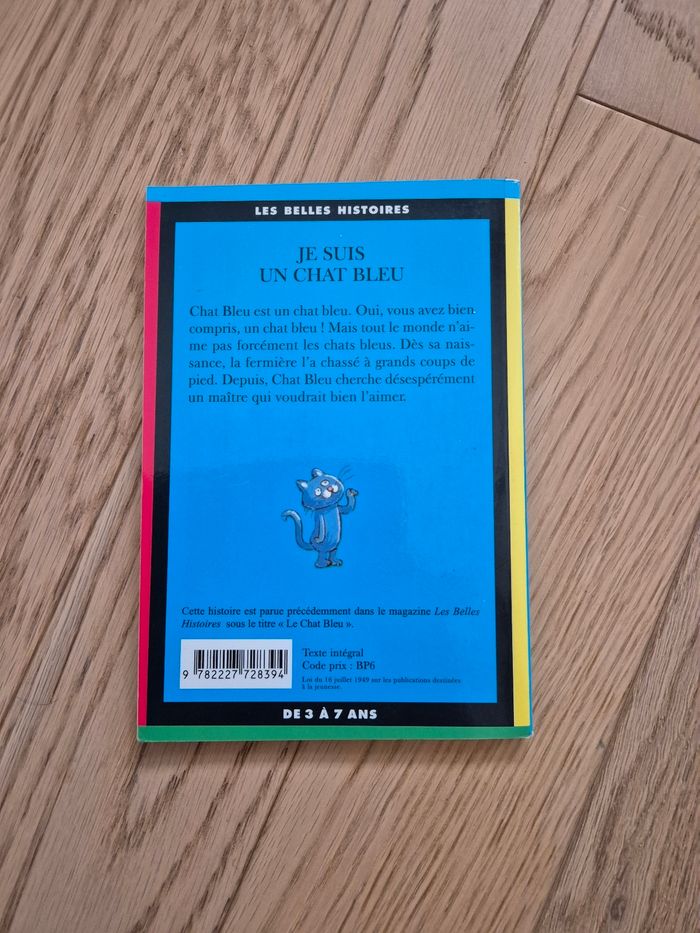 LES BELLES HISTOIRES
JE SUIS
UN CHAT BLEU
Chat Bleu est un chat bleu. Oui, vous avez bien
compris, un chat bleu ! Mais tout le monde n'ai-
me pas forcément les chats bleus. Dès sa nais-
sance, la fermière l'a chassé à grands coups de
pied. Depuis, Chat Bleu cherche désespérément
un maître qui voudrait bien l'aimer.
Cette histoire est parue précédemment dans le magazine Les Belles
Histoires sous le titre « Le Chat Bleu ».
Texte intégral
Code prix : BP6
Loi du 16 juillet 1949 sur les publications destinées
à la jeunesse.
9 782227 728394
DE 3 À 7 ANS